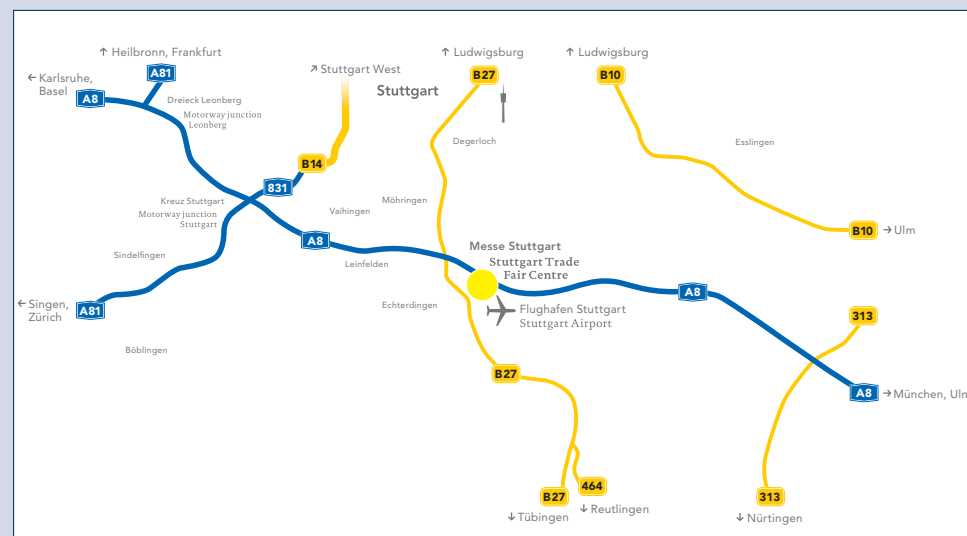 ↑ Heilbronn, Frankfurt
↑ Ludwigsburg
↑ Ludwigsburg
↗ Stuttgart West
← Karlsruhe,
Basel
A81
B27
B10
A8
Stuttgart
Dreieck Leonberg
Motorway junction
Leonberg
Degerloch
Esslingen
B14
831
Kreuz Stuttgart
Motorway junction
Stuttgart
Möhringen
Vaihingen
B10
→ Ulm
A8
Messe Stuttgart
Stuttgart Trade
Fair Centre
Sindelfingen
Leinfelden
A8
← Singen,
Zürich
A81
Echterdingen
Flughafen Stuttgart
Stuttgart Airport
313
Böblingen
B27
A8
→ München, Ulm
464
B27
313
↓ Reutlingen
↓ Tübingen
↓ Nürtingen